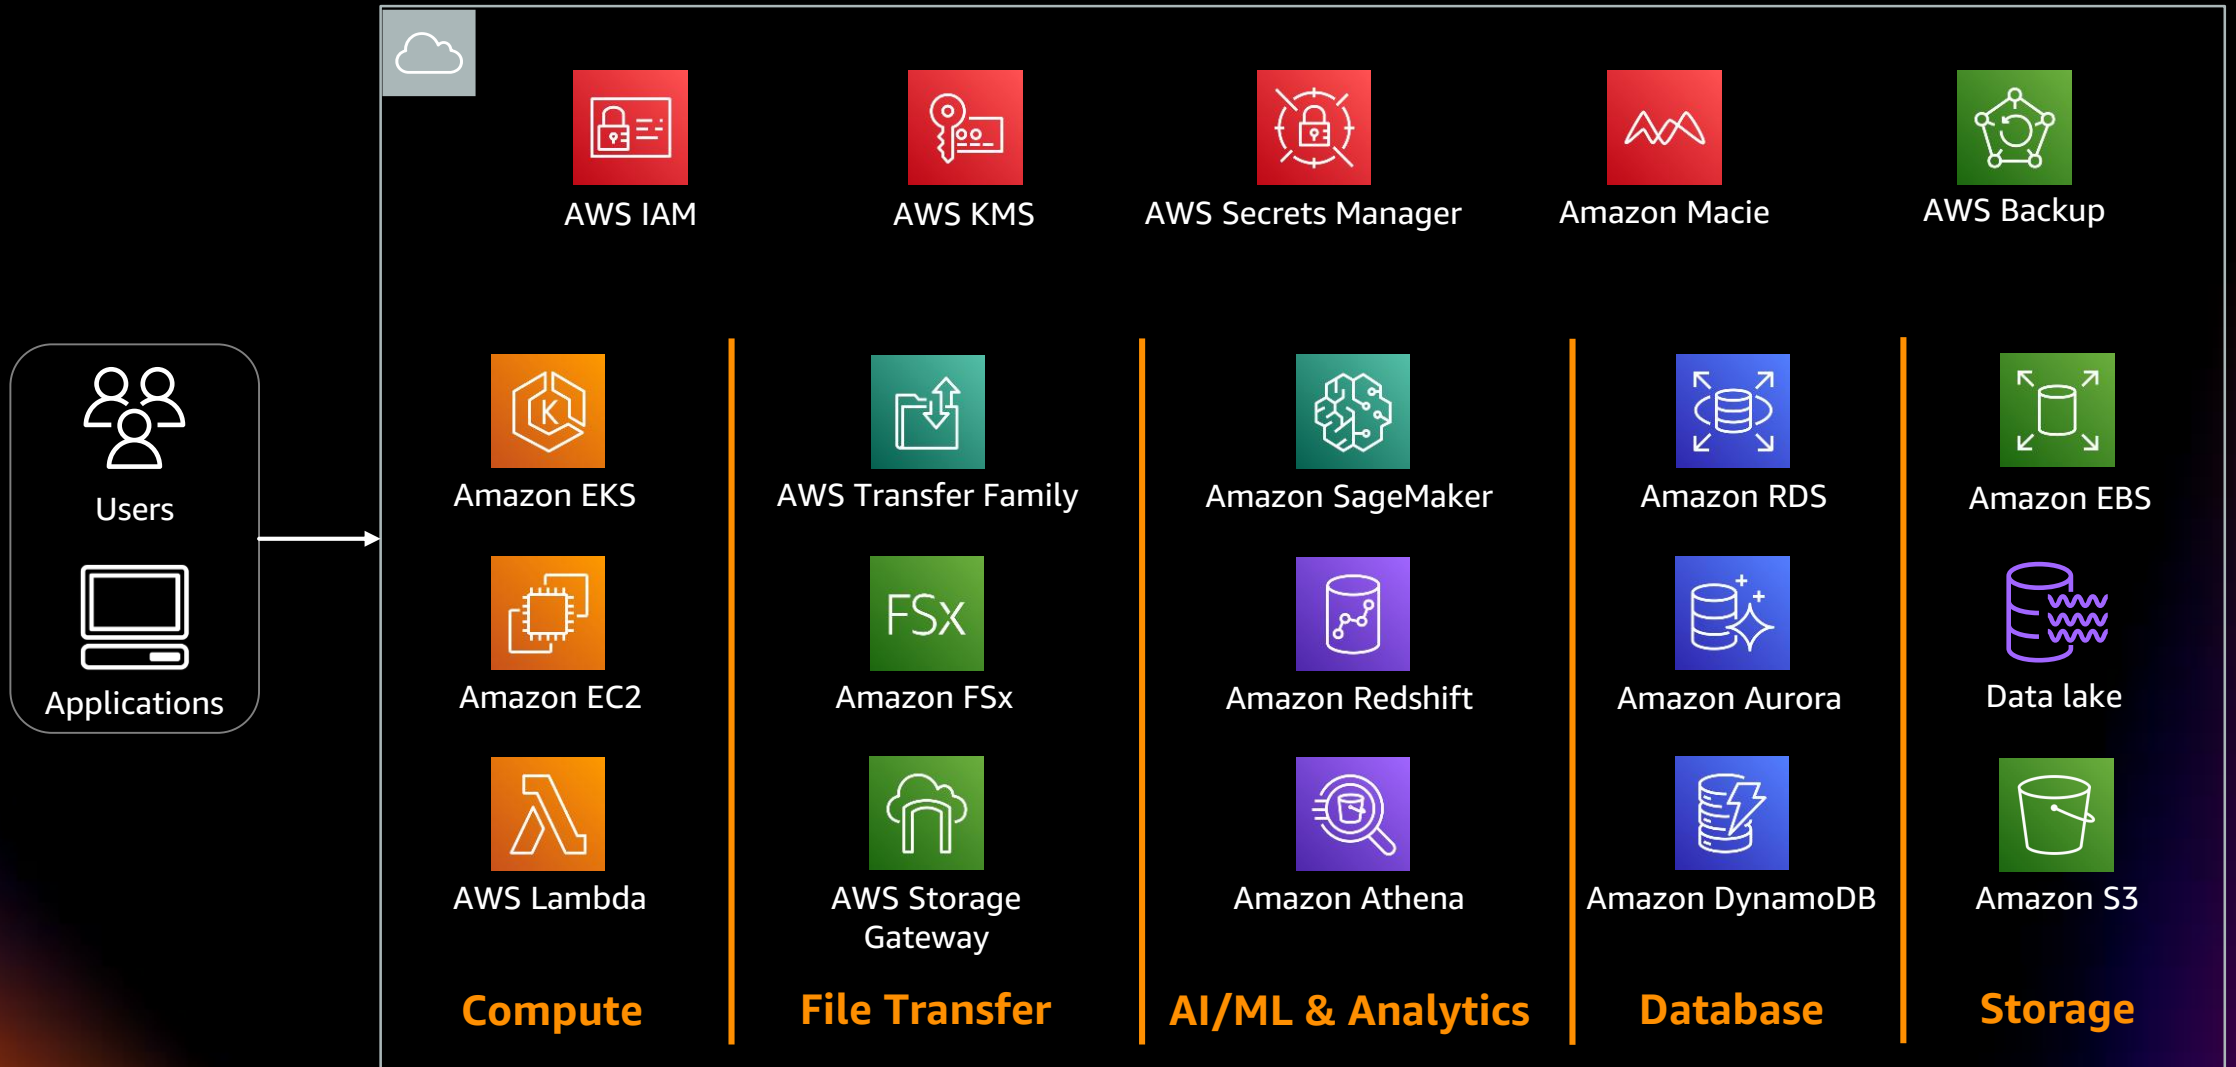 AWS IAM
AWS KMS
AWS Secrets Manager
Amazon Macie
AWS Backup
Users
Applications
Amazon EKS
AWS Transfer Family
Amazon SageMaker
Amazon RDS
Amazon EBS
K
Amazon EC2
FSx
Amazon FSx
Amazon Redshift
Amazon Aurora
Data lake
AWS Lambda
AWS Storage
Gateway
Amazon Athena
Amazon DynamoDB
Amazon S3
Compute
File Transfer
AI/ML & Analytics
Database
Storage